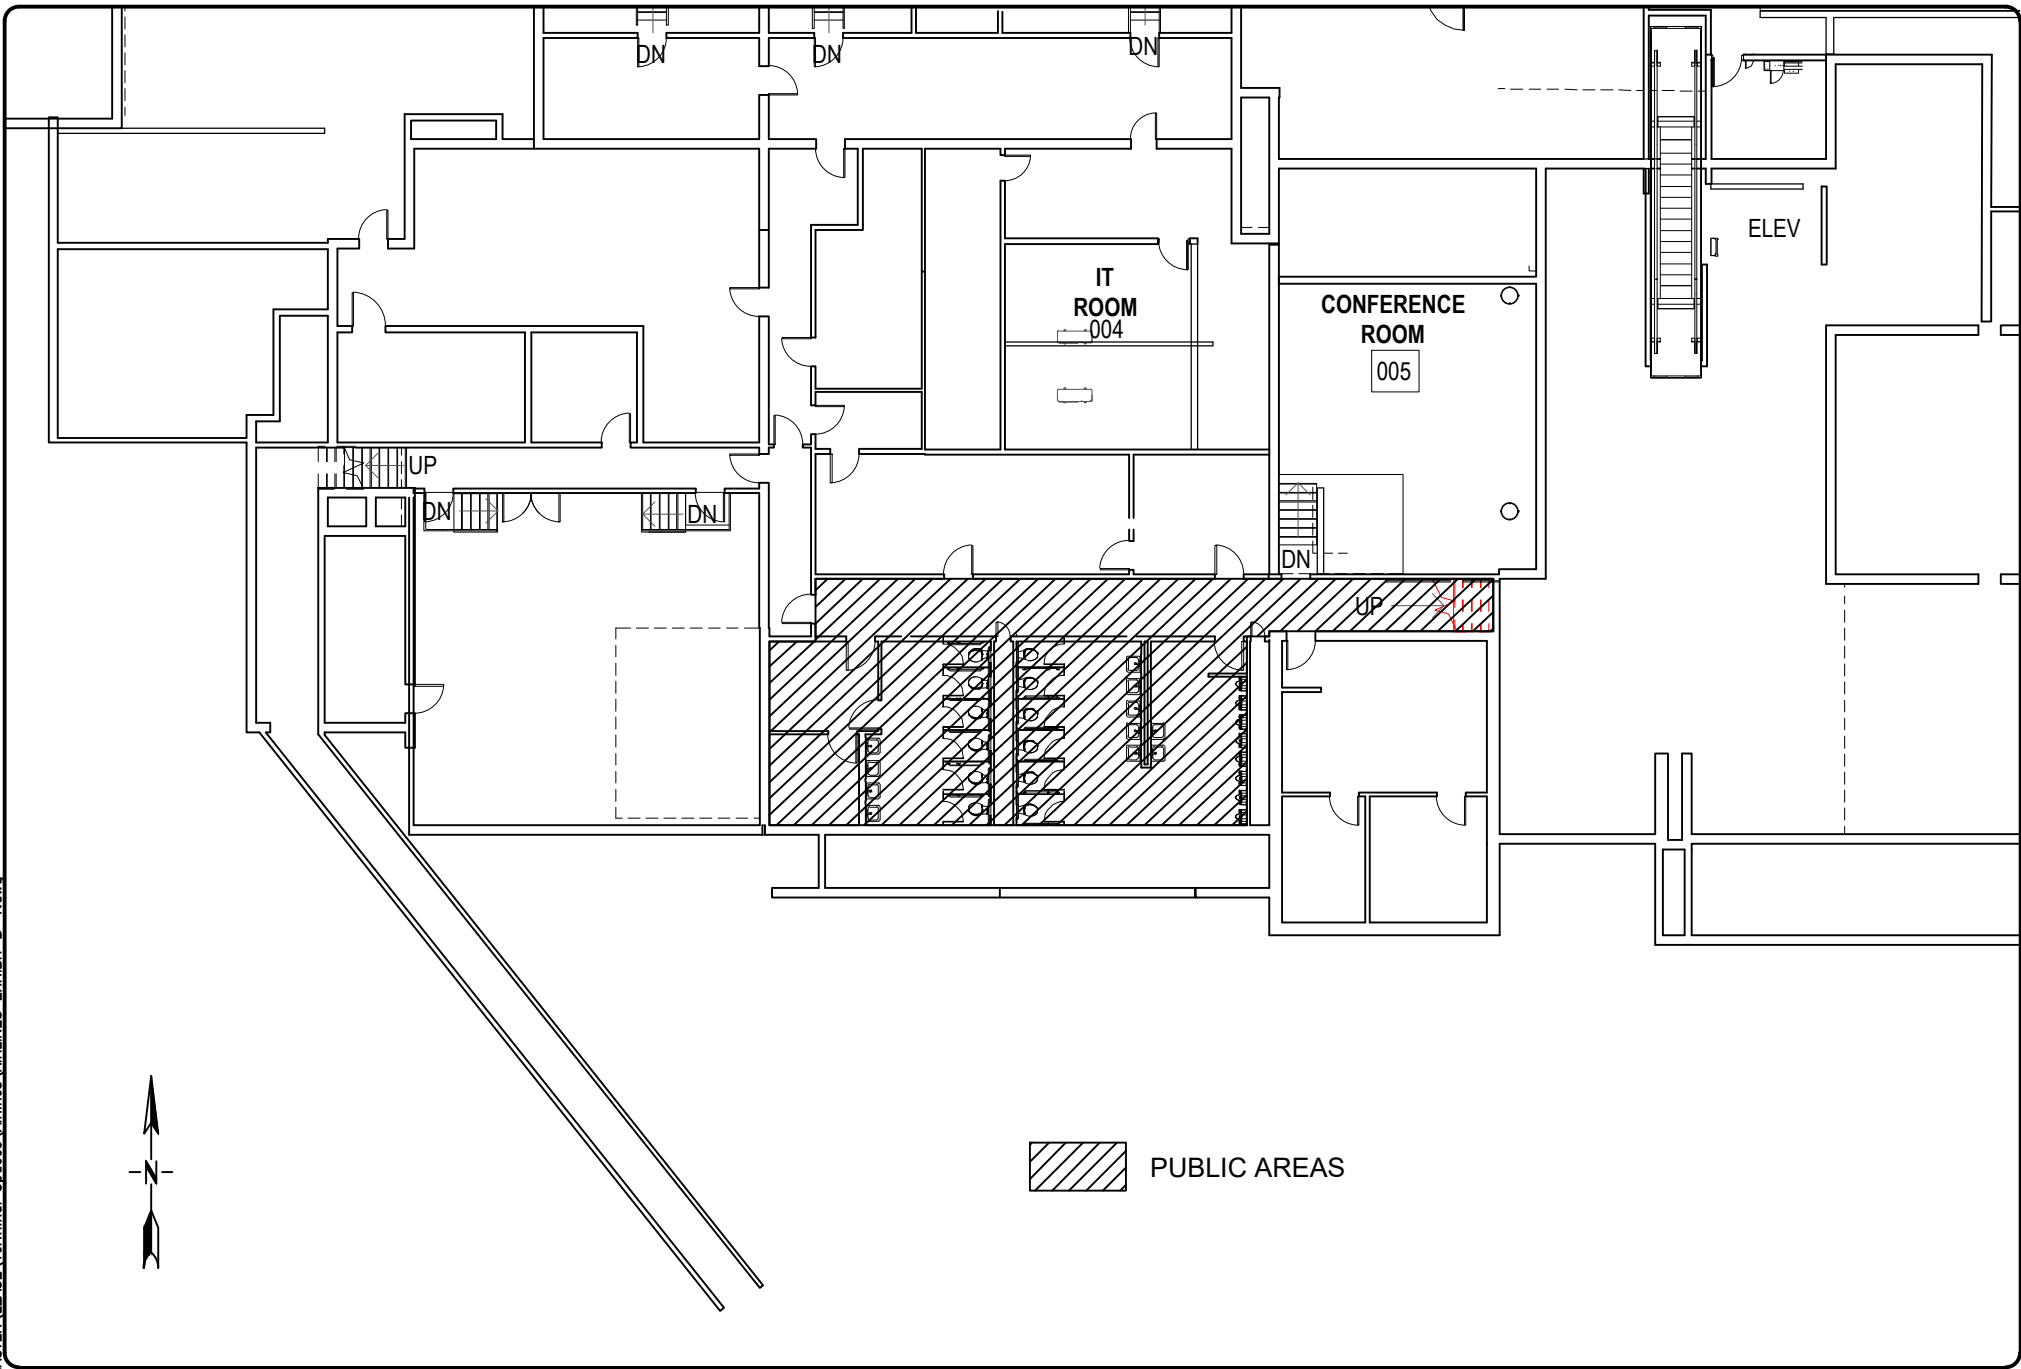 DN
DN
DN
ELEV
IT
ROOM
004
CONFERENCE
ROOM
005
UP
DN
DN
DN
UP
N
PUBLIC AREAS